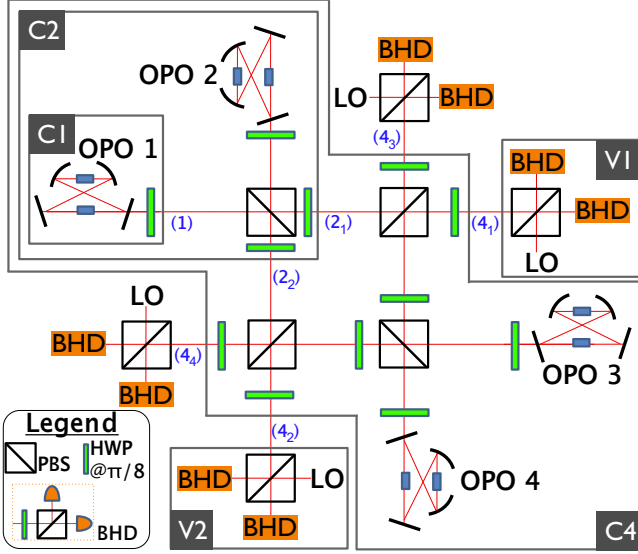 C2
OPO 2
BHD
LO
BHD
(4₃)
C1
OPO 1
V1
BHD
BHD
LO
(1)
(2₁)
(4₁)
(2₂)
LO
BHD
(4₄)
BHD
OPO 3
Legend
PBS
HWP
@π/8
BHD
(4₂)
BHD
LO
BHD
V2
OPO 4
C4